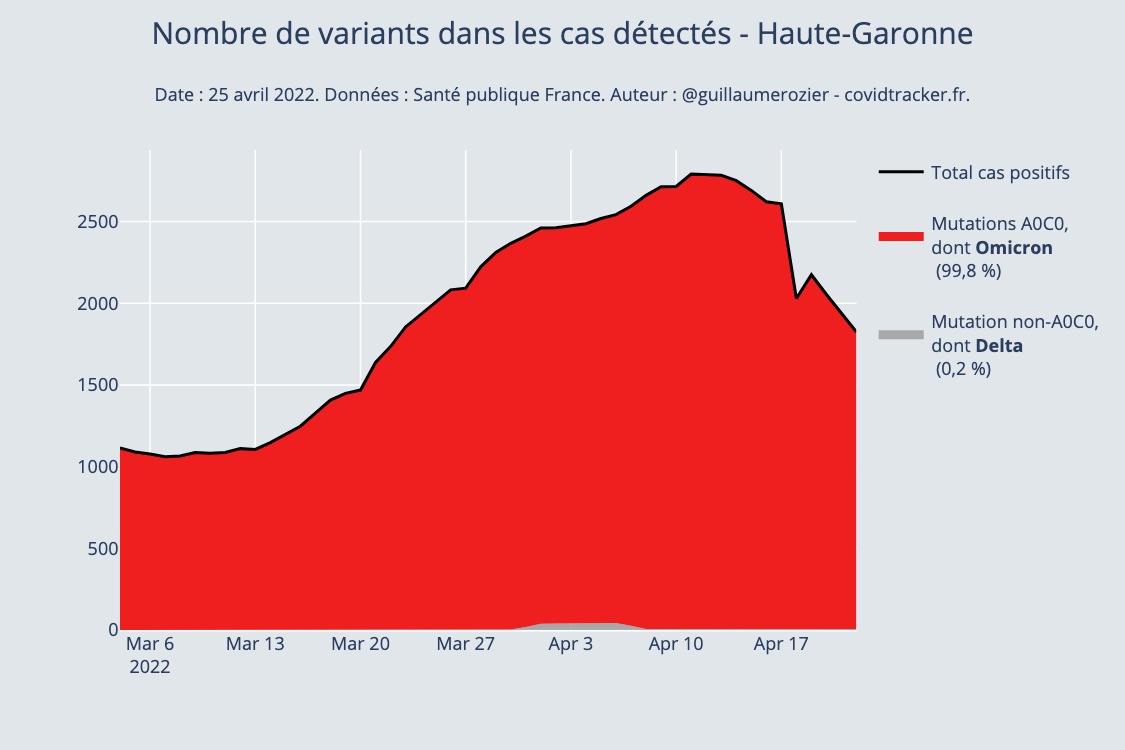 Nombre de variants dans les cas détectés - Haute-Garonne
Date : 25 avril 2022. Données : Santé publique France. Auteur : @guillaumerozier - covidtracker.fr.
Total cas positifs
Mutations A0C0,
dont Omicron
(99,8 %)
Mutation non-A0C0,
dont Delta
(0,2 %)
2500
2000
1500
1000
500
0
Mar 6
2022
Mar 13
Mar 20
Mar 27
Apr 3
Apr 10
Apr 17